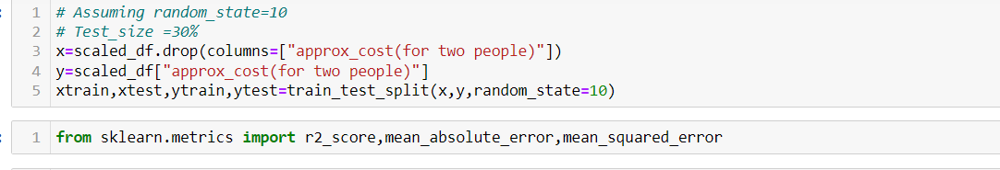 1 # Assuming random_state=10
2 # Test_size =30%
3 x=scaled_df.drop(columns=["approx_cost(for two people)"])
4 y=scaled_df["approx_cost(for two people)"]
5 xtrain,xtest,ytrain,ytest=train_test_split(x,y,random_state=10)
1 from sklearn.metrics import r2_score,mean_absolute_error,mean_squared_error